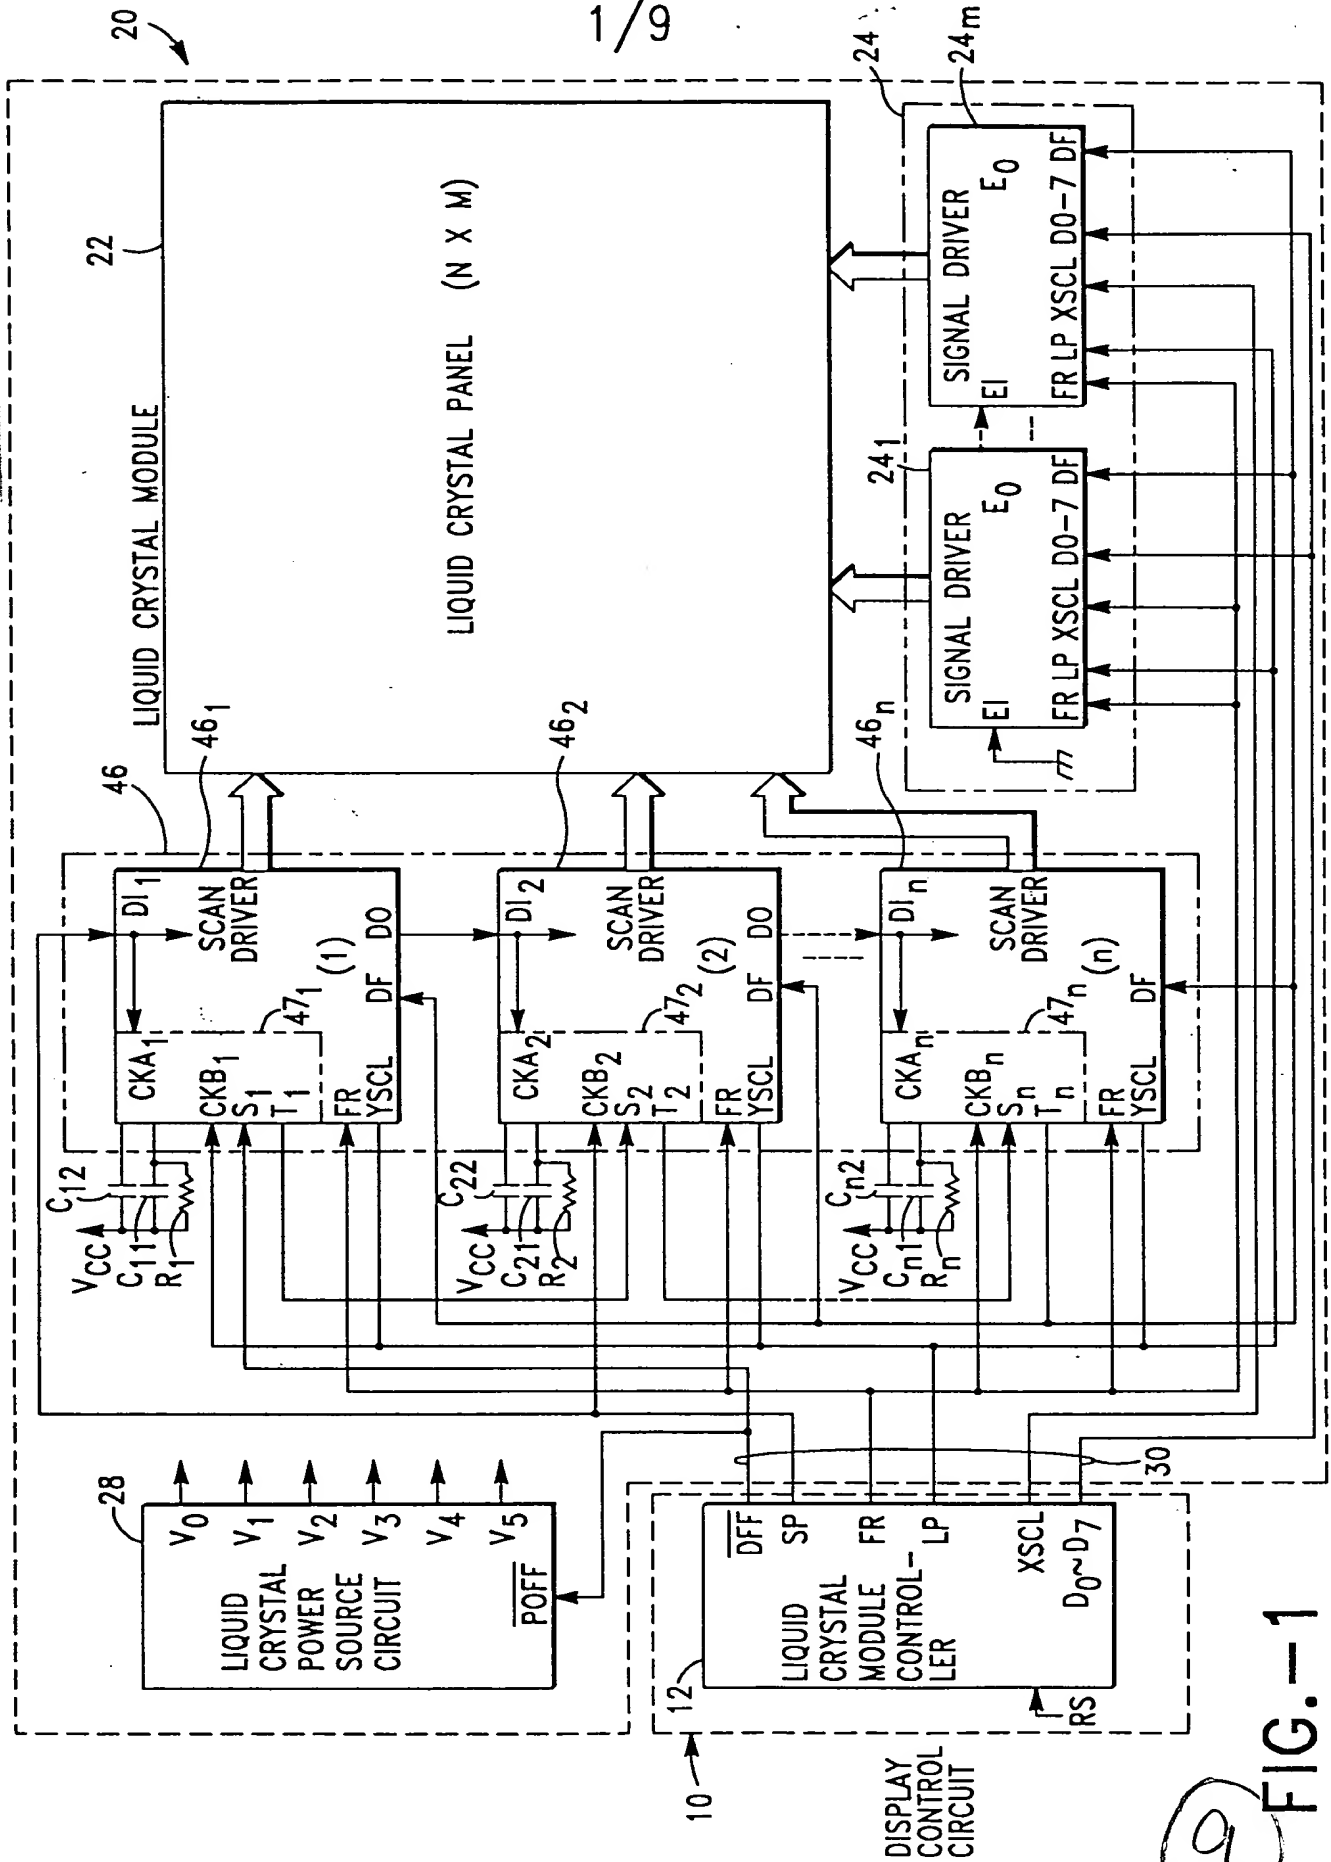 1/9
20
LIQUID CRYSTAL MODULE
22
LIQUID CRYSTAL PANEL (N X M)
46
46₁
DI₁
SCAN
DRIVER
(1)
CKA₁
47₁
CKB₁
S₁
T₁
FR
YSCL
DF
DO
C₁₂
VCC
C₁₁
R₁
46₂
DI₂
SCAN
DRIVER
(2)
CKA₂
47₂
CKB₂
S₂
T₂
FR
YSCL
DF
DO
C₂₂
VCC
C₂₁
R₂
46n
DIn
SCAN
DRIVER
(n)
CKAn
47n
CKBn
Sn
Tn
FR
YSCL
DF
Cn2
VCC
Cn1
Rn
24
24₁
SIGNAL DRIVER
EI
E₀
FR LP XSCL D0-7 DF
24m
SIGNAL DRIVER
EI
E₀
FR LP XSCL D0-7 DF
28
LIQUID
CRYSTAL
POWER
SOURCE
CIRCUIT
V₀
V₁
V₂
V₃
V₄
V₅
POFF
30
12
LIQUID
CRYSTAL
MODULE
CONTROL-
LER
DFF
SP
FR
LP
XSCL
D₀~D₇
RS
10
DISPLAY
CONTROL
CIRCUIT
9
FIG.-1